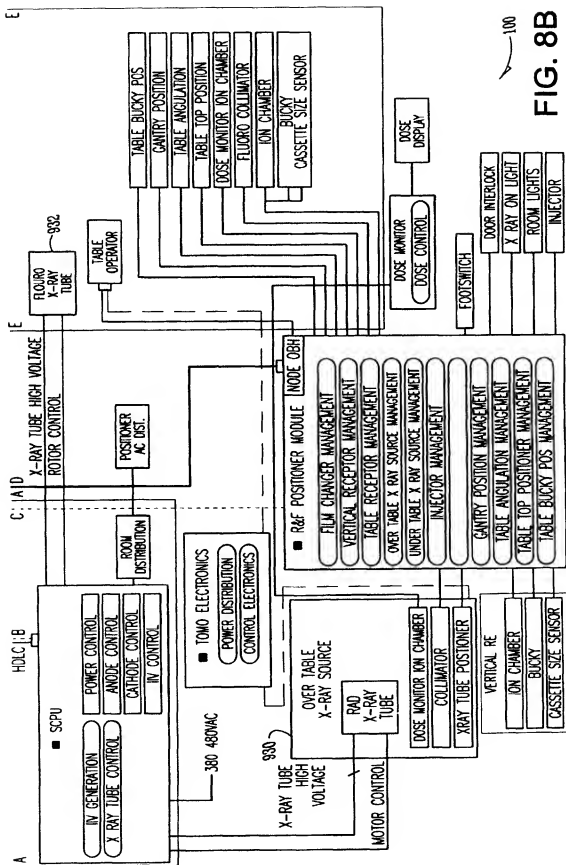 A
HDLC
B
C
A
D
E
E
E
X-RAY TUBE HIGH VOLTAGE
ROTOR CONTROL
FLOURO
X-RAY
TUBE
932
TABLE
OPERATOR
TABLE BUCKY POS
GANTRY POSITION
TABLE ANGULATION
TABLE TOP POSITION
DOSE MONITOR ION CHAMBER
FLUORO COLLIMATOR
ION CHAMBER
BUCKY
CASSETTE SIZE SENSOR
SCPU
IIV GENERATION
X RAY TUBE CONTROL
POWER CONTROL
ANODE CONTROL
CATHODE CONTROL
IIV CONTROL
ROOM
DISTRIBUTION
POSITIONER
AC DIST.
380 480VAC
TOMO ELECTRONICS
POWER DISTRIBUTION
CONTROL ELECTRONICS
DOSE MONITOR
DOSE CONTROL
DOSE
DISPLAY
R&F POSITIONER MODULE
NODE OBH
FILM CHANGER MANAGEMENT
VERTICAL RECEPTOR MANAGEMENT
TABLE RECEPTOR MANAGEMENT
OVER TABLE X RAY SOURCE MANAGEMENT
UNDER TABLE X RAY SOURCE MANAGEMENT
INJECTOR MANAGEMENT
GANTRY POSITION MANAGEMENT
TABLE ANGULATION MANAGEMENT
TABLE TOP POSITIONER MANAGEMENT
TABLE BUCKY POS MANAGEMENT
FOOTSWITCH
DOOR INTERLOCK
X RAY ON LIGHT
ROOM LIGHTS
INJECTOR
930
X-RAY TUBE
HIGH
VOLTAGE
MOTOR CONTROL
OVER TABLE
X-RAY SOURCE
RAD
X-RAY
TUBE
DOSE MONITOR ION CHAMBER
COLLIMATOR
XRAY TUBE POSTIONER
VERTICAL RE
ION CHAMBER
BUCKY
CASSETTE SIZE SENSOR
100
FIG. 8B